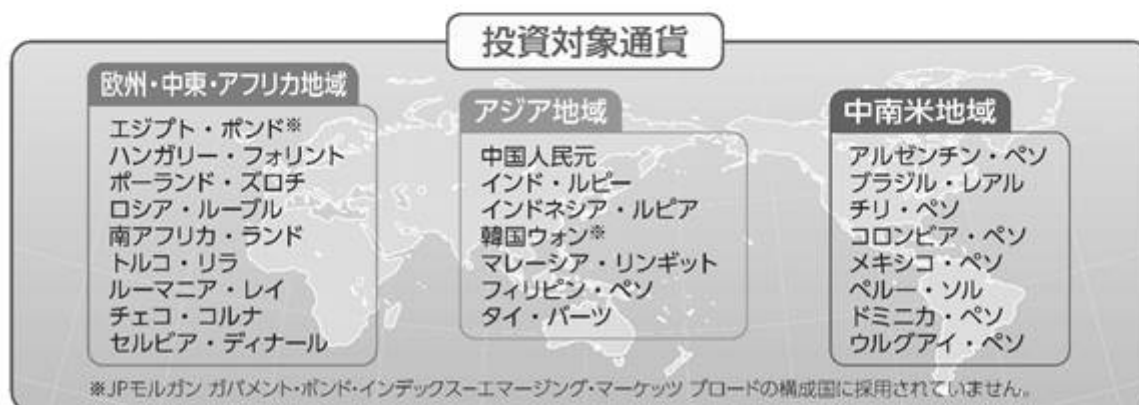 投資対象通貨
欧州・中東・アフリカ地域
エジプト・ポンド※
ハンガリー・フォリント
ポーランド・ズロチ
ロシア・ルーブル
南アフリカ・ランド
トルコ・リラ
ルーマニア・レイ
チェコ・コルナ
セルビア・ディナール
アジア地域
中国人民元
インド・ルピー
インドネシア・ルピア
韓国ウォン※
マレーシア・リンギット
フィリピン・ペソ
タイ・バーツ
中南米地域
アルゼンチン・ペソ
ブラジル・レアル
チリ・ペソ
コロンビア・ペソ
メキシコ・ペソ
ペルー・ソル
ドミニカ・ペソ
ウルグアイ・ペソ
※JPモルガン ガバメント・ボンド・インデックス−エマージング・マーケッツ ブロードの構成国に採用されていません。